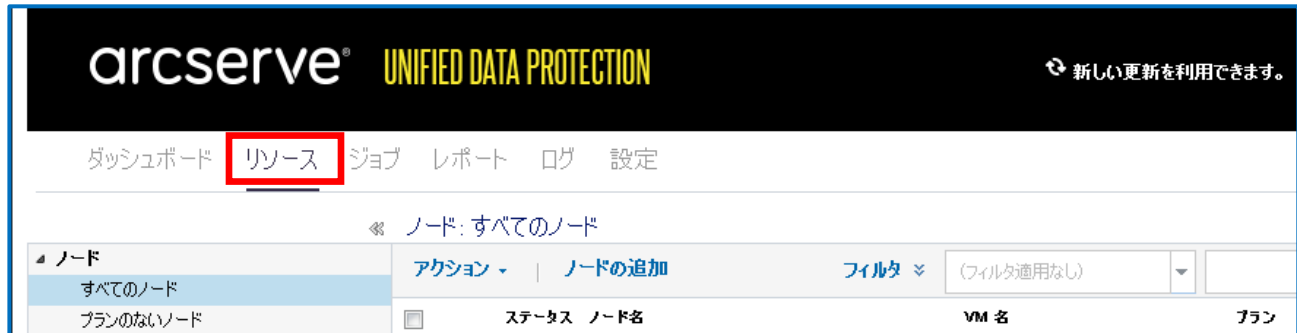 arcserve® UNIFIED DATA PROTECTION
新しい更新を利用できます。
ダッシュボード リソース ジョブ レポート ログ 設定
ノード: すべてのノード
ノード
すべてのノード
プランのないノード
アクション ノードの追加 フィルタ (フィルタ適用なし)
ステータス ノード名 VM 名 プラン